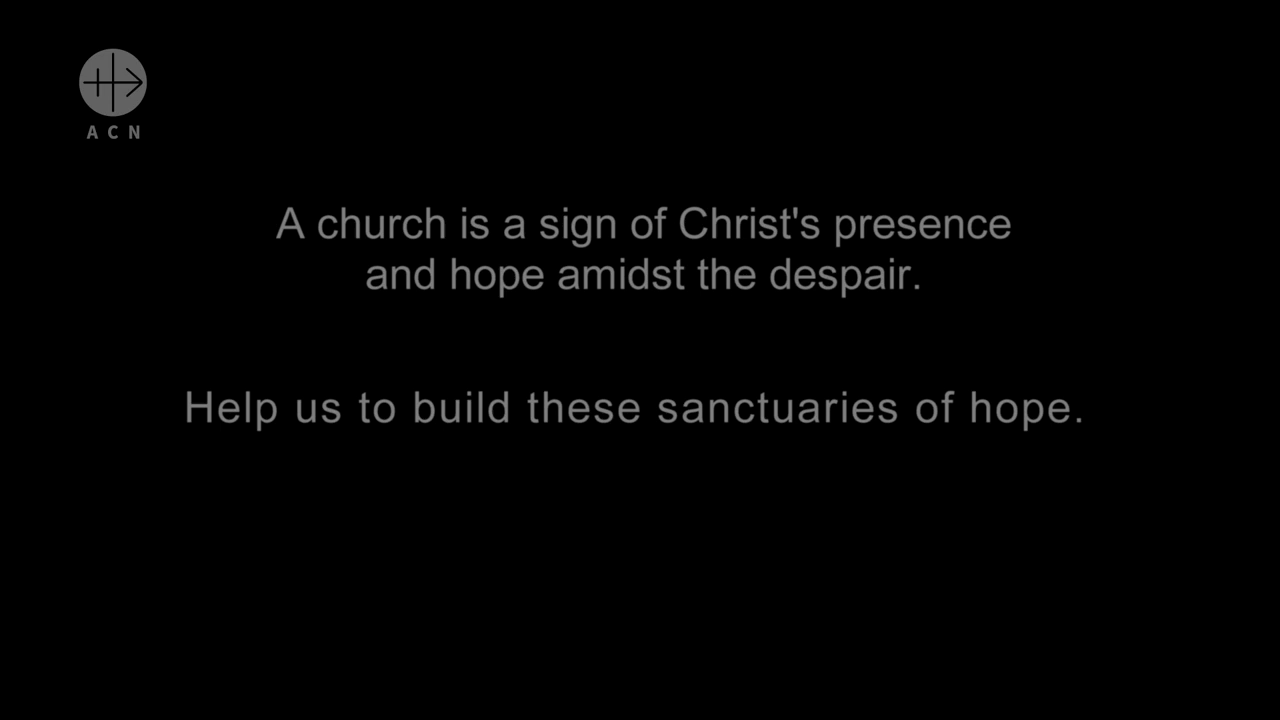 A C N
A church is a sign of Christ's presence
and hope amidst the despair.
Help us to build these sanctuaries of hope.